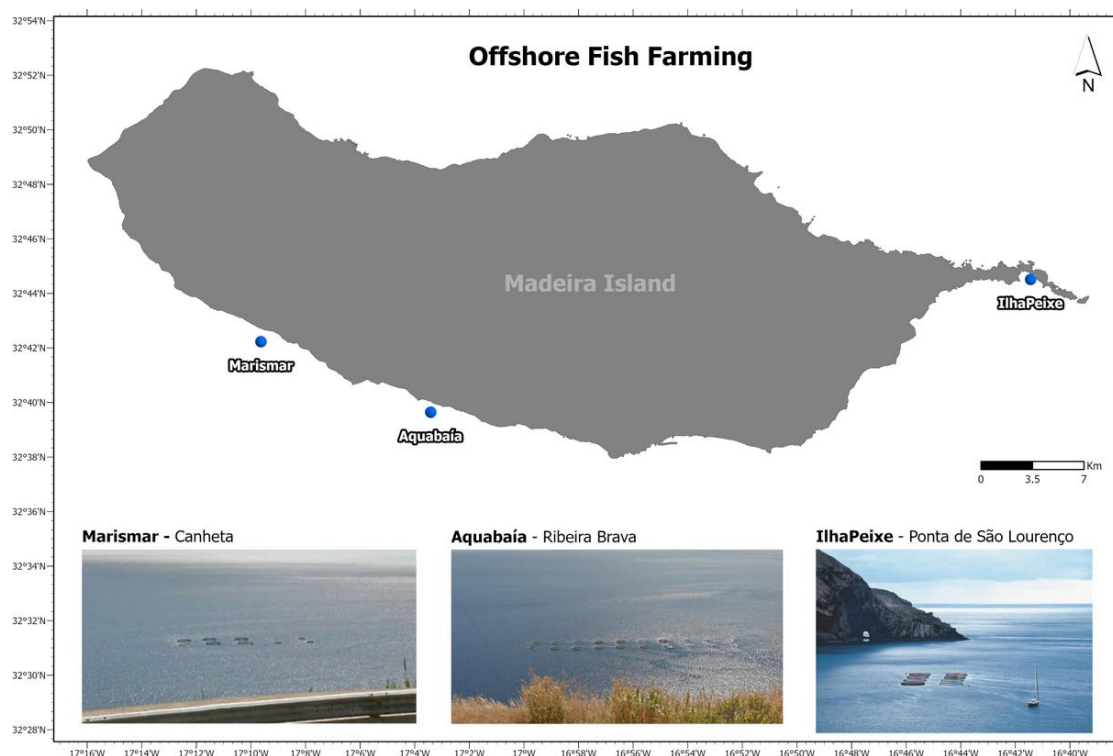 Offshore Fish Farming
N
32°54'N
32°52'N
32°50'N
32°48'N
32°46'N
32°44'N
32°42'N
32°40'N
32°38'N
32°36'N
32°34'N
32°32'N
32°30'N
32°28'N
Madeira Island
IlhaPeixe
Marismar
Aquabaía
Km
0 3.5 7
Marismar - Canheta
Aquabaía - Ribeira Brava
IlhaPeixe - Ponta de São Lourenço
17°16'W 17°14'W 17°12'W 17°10'W 17°8'W 17°6'W 17°4'W 17°2'W 17°W 16°58'W 16°56'W 16°54'W 16°52'W 16°50'W 16°48'W 16°46'W 16°44'W 16°42'W 16°40'W